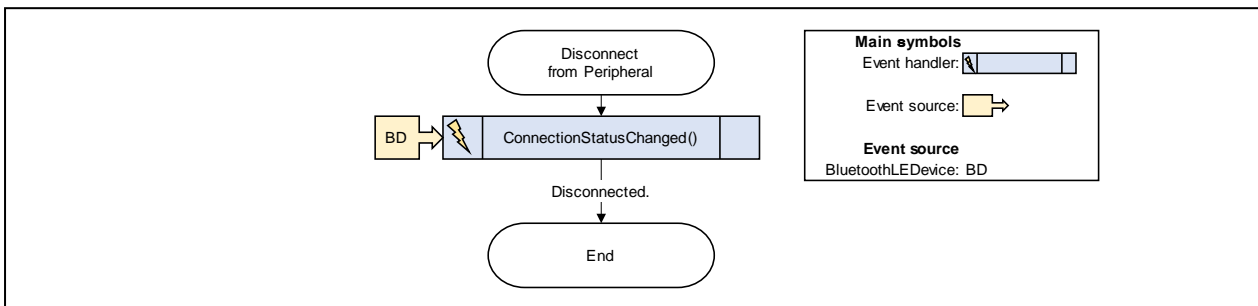 Disconnect
from Peripheral
BD
ConnectionStatusChanged()
Disconnected.
End
Main symbols
Event handler:
Event source:
Event source
BluetoothLEDevice: BD